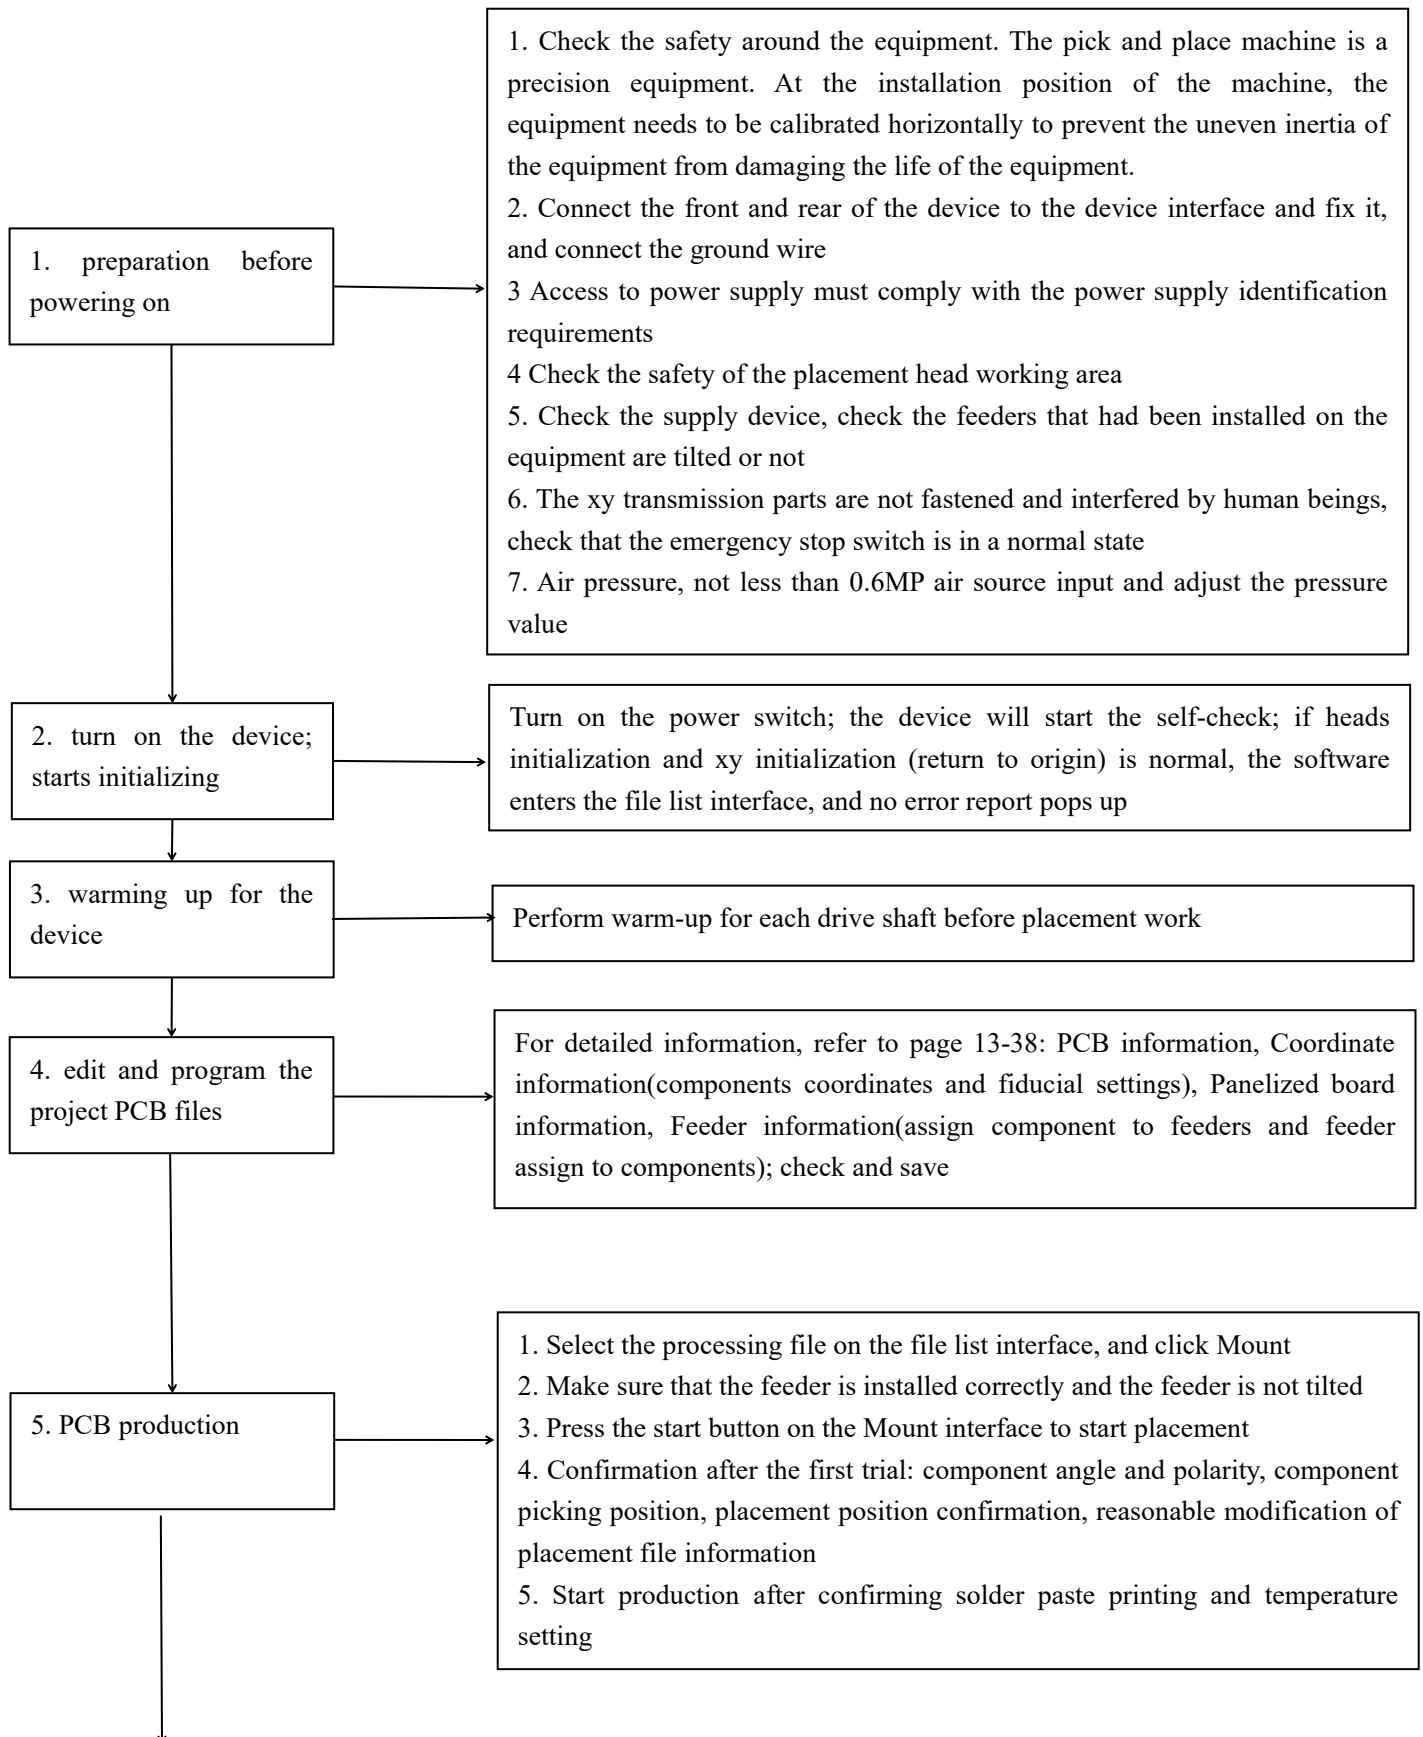 1. preparation before
powering on
1. Check the safety around the equipment. The pick and place machine is a
precision equipment. At the installation position of the machine, the
equipment needs to be calibrated horizontally to prevent the uneven inertia of
the equipment from damaging the life of the equipment.
2. Connect the front and rear of the device to the device interface and fix it,
and connect the ground wire
3 Access to power supply must comply with the power supply identification
requirements
4 Check the safety of the placement head working area
5. Check the supply device, check the feeders that had been installed on the
equipment are tilted or not
6. The xy transmission parts are not fastened and interfered by human beings,
check that the emergency stop switch is in a normal state
7. Air pressure, not less than 0.6MP air source input and adjust the pressure
value
2. turn on the device;
starts initializing
Turn on the power switch; the device will start the self-check; if heads
initialization and xy initialization (return to origin) is normal, the software
enters the file list interface, and no error report pops up
3. warming up for the
device
Perform warm-up for each drive shaft before placement work
4. edit and program the
project PCB files
For detailed information, refer to page 13-38: PCB information, Coordinate
information(components coordinates and fiducial settings), Panelized board
information, Feeder information(assign component to feeders and feeder
assign to components); check and save
5. PCB production
1. Select the processing file on the file list interface, and click Mount
2. Make sure that the feeder is installed correctly and the feeder is not tilted
3. Press the start button on the Mount interface to start placement
4. Confirmation after the first trial: component angle and polarity, component
picking position, placement position confirmation, reasonable modification of
placement file information
5. Start production after confirming solder paste printing and temperature
setting